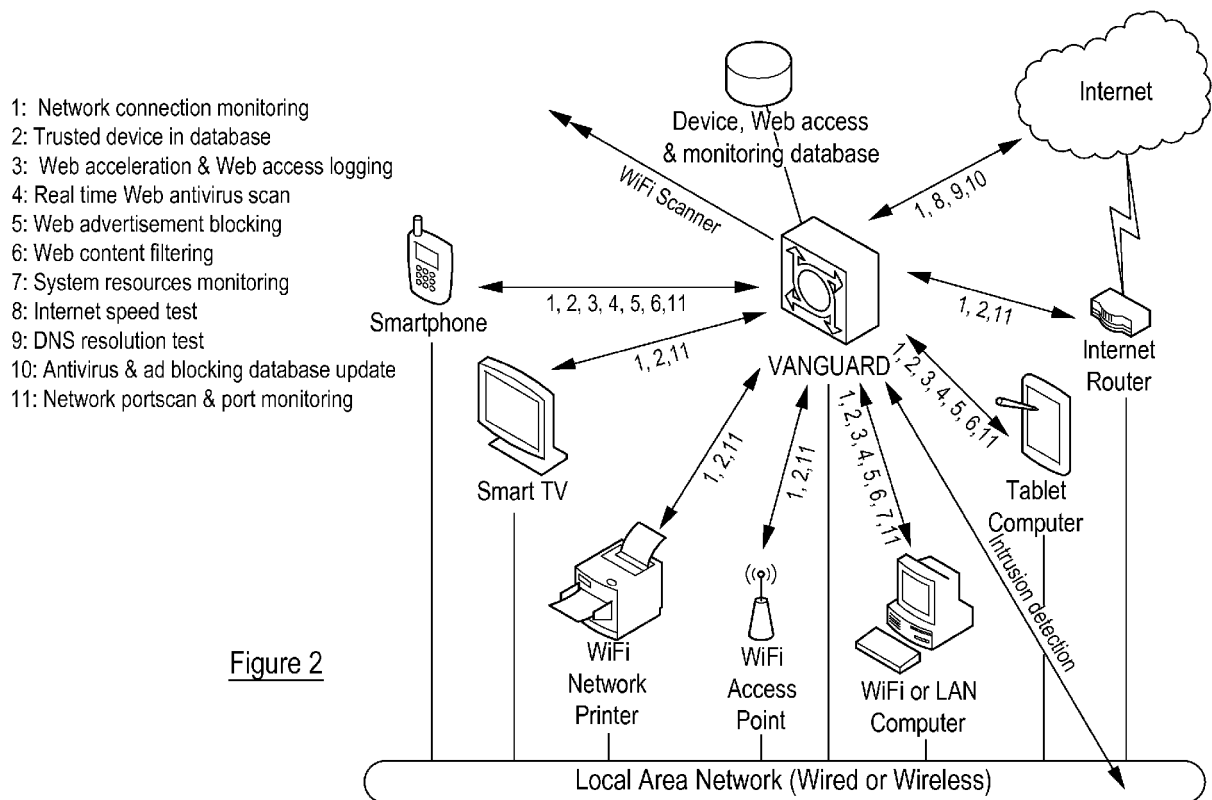 1: Network connection monitoring
2: Trusted device in database
3: Web acceleration & Web access logging
4: Real time Web antivirus scan
5: Web advertisement blocking
6: Web content filtering
7: System resources monitoring
8: Internet speed test
9: DNS resolution test
10: Antivirus & ad blocking database update
11: Network portscan & port monitoring
Device, Web access
& monitoring database
Internet
WiFi Scanner
1, 8, 9,10
Smartphone
1, 2, 3, 4, 5, 6,11
1, 2,11
Internet
Router
VANGUARD
1, 2,11
Smart TV
1, 2, 3, 4, 5, 6,11
Tablet
Computer
1, 2,11
1, 2,11
1, 2, 3, 4, 5, 6, 7,11
Intrusion detection
WiFi
Network
Printer
WiFi
Access
Point
WiFi or LAN
Computer
Figure 2
Local Area Network (Wired or Wireless)